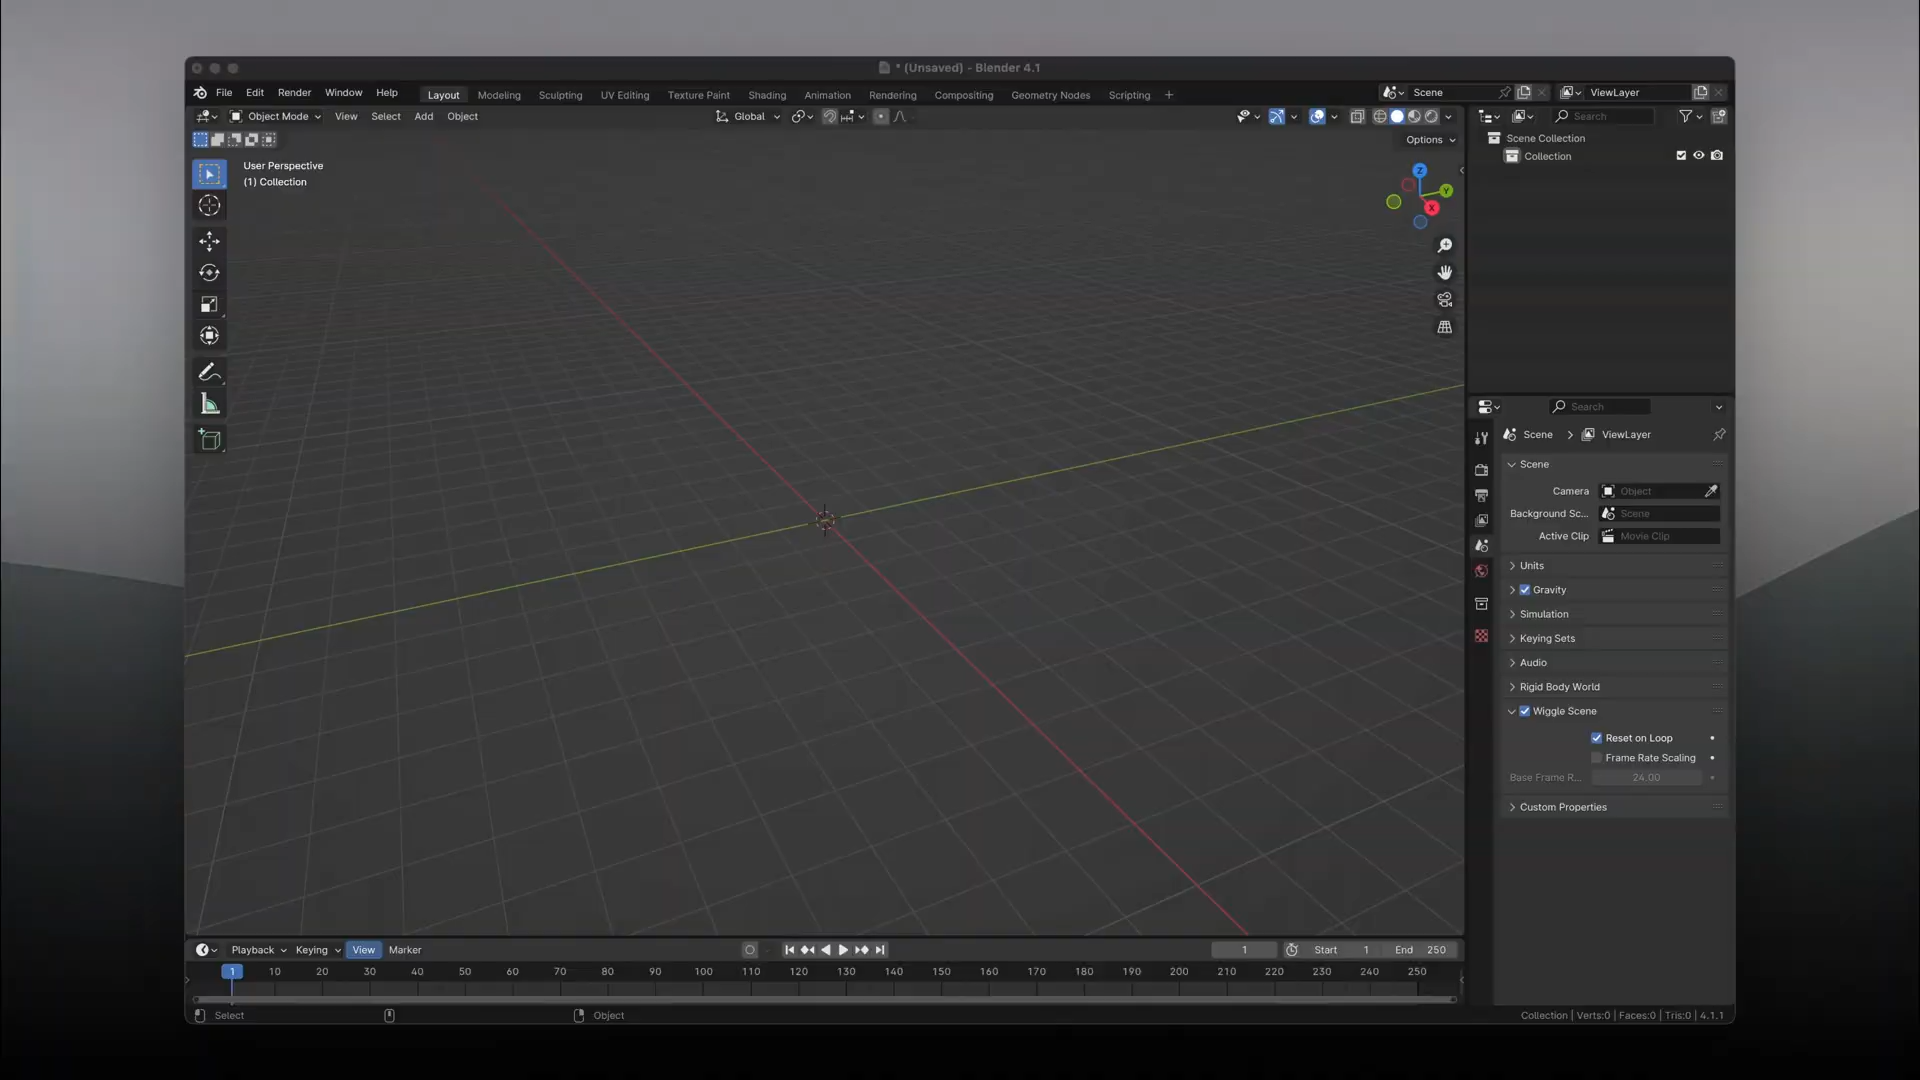 * (Unsaved) - Blender 4.1
File Edit Render Window Help Layout Modeling Sculpting UV Editing Texture Paint Shading Animation Rendering Compositing Geometry Nodes Scripting + Scene ViewLayer
Object Mode View Select Add Object Global Search
Options
User Perspective
(1) Collection
Z
Y
X
Scene Collection
Collection
Search
Scene > ViewLayer
Scene
Camera Object
Background Sc... Scene
Active Clip Movie Clip
Units
Gravity
Simulation
Keying Sets
Audio
Rigid Body World
Wiggle Scene
Reset on Loop
Frame Rate Scaling
Base Frame R... 24.00
Custom Properties
Playback Keying View Marker 1 Start 1 End 250
1 10 20 30 40 50 60 70 80 90 100 110 120 130 140 150 160 170 180 190 200 210 220 230 240 250
Select Object Collection | Verts:0 | Faces:0 | Tris:0 | 4.1.1